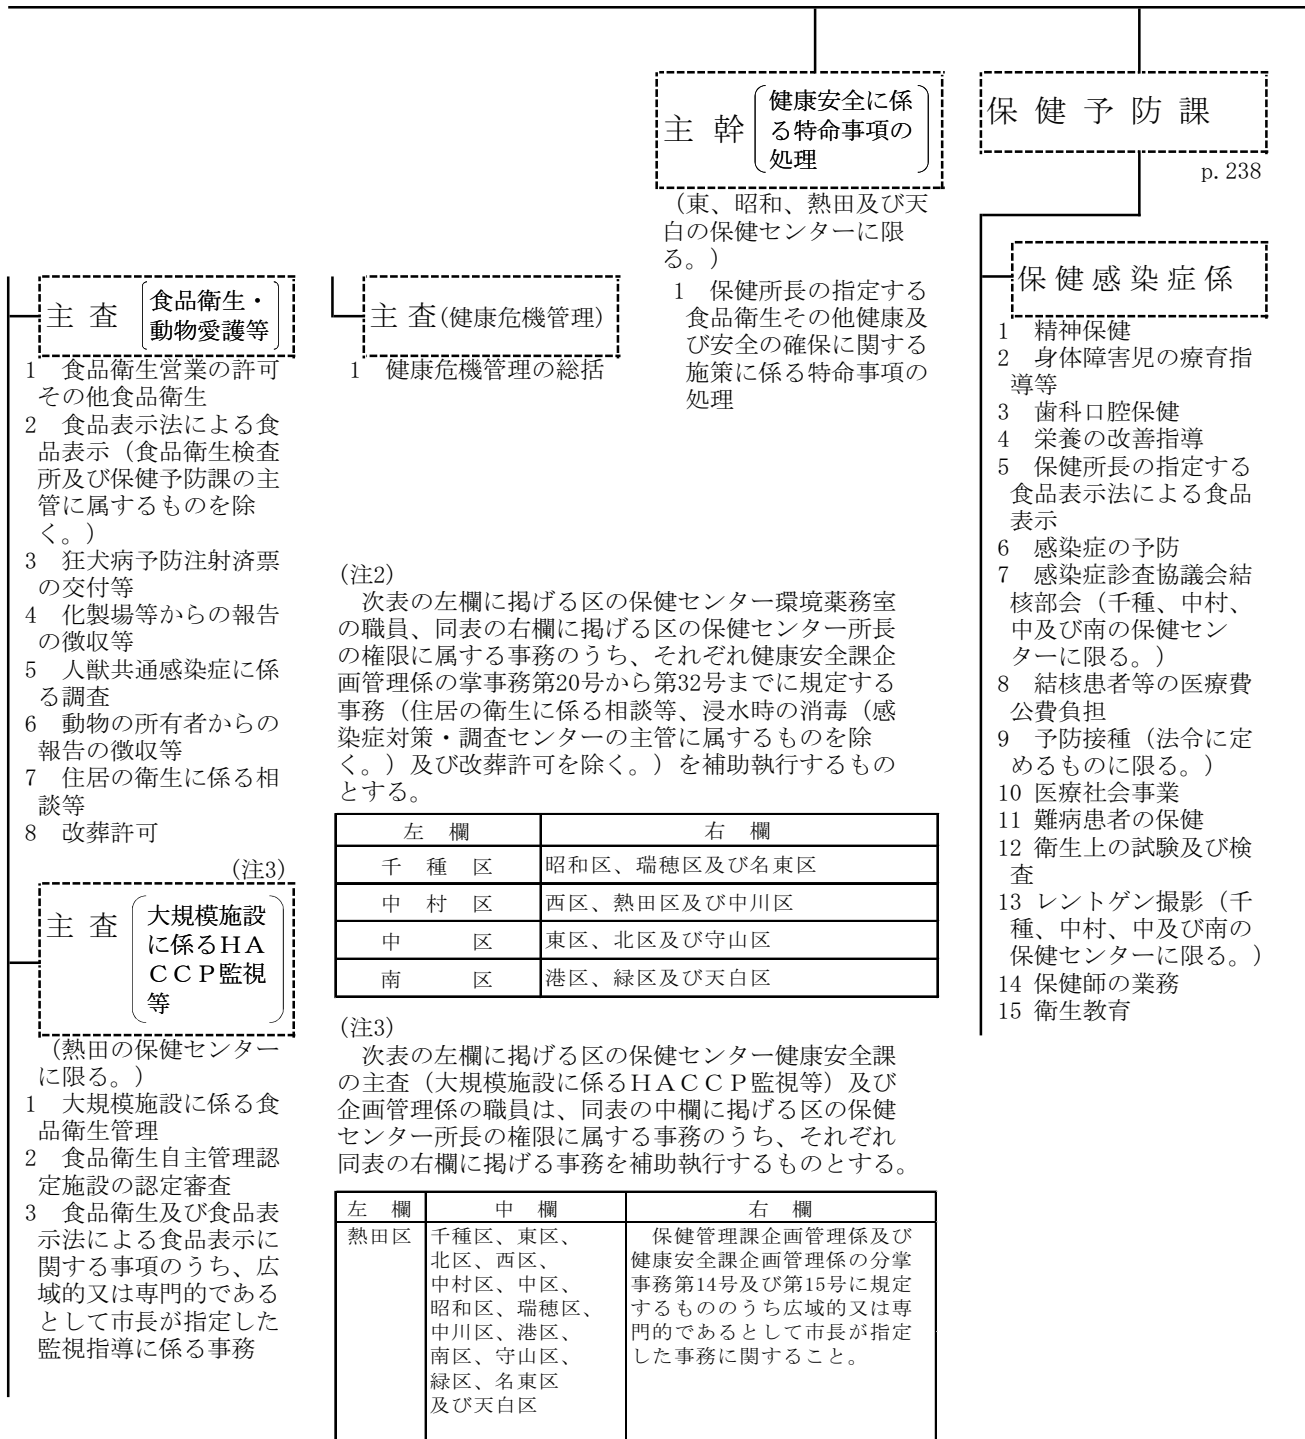 主 査 食品衛生・
動物愛護等
1 食品衛生営業の許可
その他食品衛生
2 食品表示法による食
品表示（食品衛生検査
所及び保健予防課の主
管に属するものを除
く。）
3 狂犬病予防注射済票
の交付等
4 化製場等からの報告
の徴収等
5 人獣共通感染症に係
る調査
6 動物の所有者からの
報告の徴収等
7 住居の衛生に係る相
談等
8 改葬許可
(注3)
主 査 大規模施設
に係るＨＡ
ＣＣＰ監視
等
（熱田の保健センター
に限る。）
1 大規模施設に係る食
品衛生管理
2 食品衛生自主管理認
定施設の認定審査
3 食品衛生及び食品表
示法による食品表示に
関する事項のうち、広
域的又は専門的である
として市長が指定した
監視指導に係る事務
主 査(健康危機管理)
1 健康危機管理の総括
主 幹 健康安全に係
る特命事項の
処理
（東、昭和、熱田及び天
白の保健センターに限
る。）
1 保健所長の指定する
食品衛生その他健康及
び安全の確保に関する
施策に係る特命事項の
処理
(注2)
次表の左欄に掲げる区の保健センター環境薬務室
の職員、同表の右欄に掲げる区の保健センター所長
の権限に属する事務のうち、それぞれ健康安全課企
画管理係の掌事務第20号から第32号までに規定する
事務（住居の衛生に係る相談等、浸水時の消毒（感
染症対策・調査センターの主管に属するものを除
く。）及び改葬許可を除く。）を補助執行するもの
とする。
左 欄 右 欄
千 種 区 昭和区、瑞穂区及び名東区
中 村 区 西区、熱田区及び中川区
中 区 東区、北区及び守山区
南 区 港区、緑区及び天白区
(注3)
次表の左欄に掲げる区の保健センター健康安全課
の主査（大規模施設に係るＨＡＣＣＰ監視等）及び
企画管理係の職員は、同表の中欄に掲げる区の保健
センター所長の権限に属する事務のうち、それぞれ
同表の右欄に掲げる事務を補助執行するものとする。
左 欄 中 欄 右 欄
熱田区 千種区、東区、 保健管理課企画管理係及び
北区、西区、 健康安全課企画管理係の分掌
中村区、中区、 事務第14号及び第15号に規定
昭和区、瑞穂区、 するもののうち広域的又は専
中川区、港区、 門的であるとして市長が指定
南区、守山区、 した事務に関すること。
緑区、名東区
及び天白区
保 健 予 防 課
p.238
保健感染症係
1 精神保健
2 身体障害児の療育指
導等
3 歯科口腔保健
4 栄養の改善指導
5 保健所長の指定する
食品表示法による食品
表示
6 感染症の予防
7 感染症診査協議会結
核部会（千種、中村、
中及び南の保健セン
ターに限る。）
8 結核患者等の医療費
公費負担
9 予防接種（法令に定
めるものに限る。）
10 医療社会事業
11 難病患者の保健
12 衛生上の試験及び検
査
13 レントゲン撮影（千
種、中村、中及び南の
保健センターに限る。）
14 保健師の業務
15 衛生教育